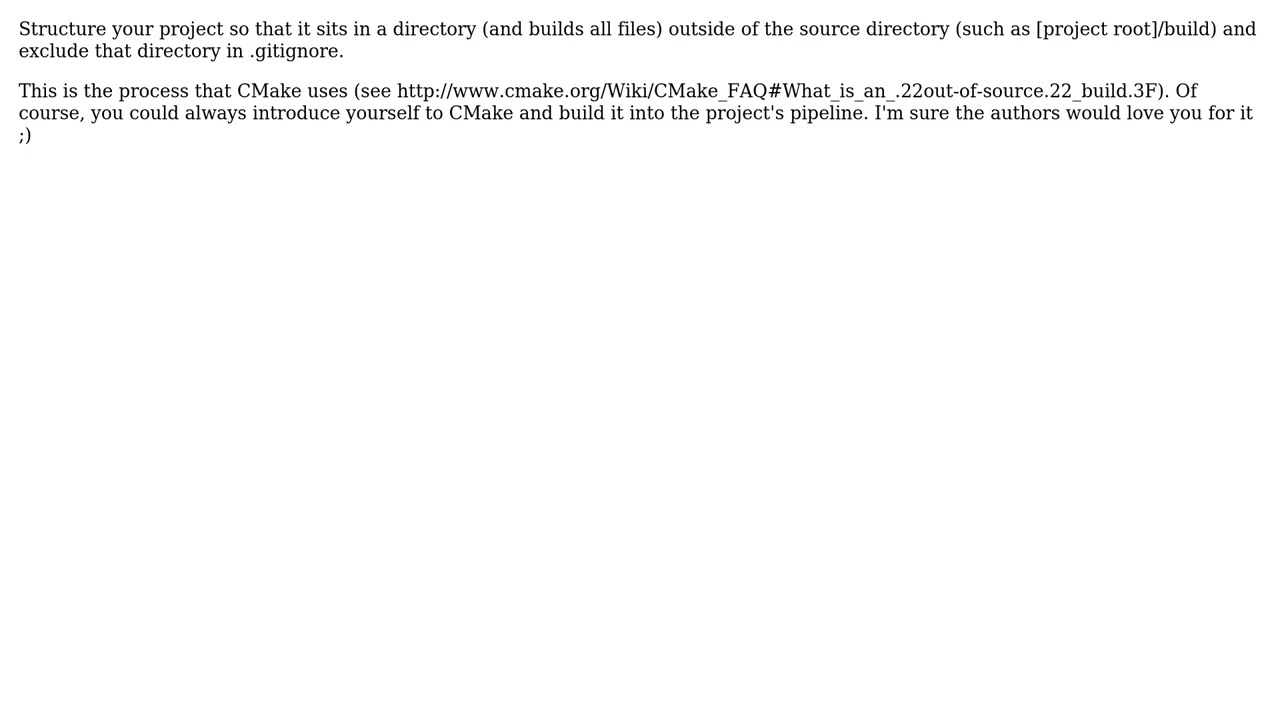 Structure your project so that it sits in a directory (and builds all files) outside of the source directory (such as [project root]/build) and
exclude that directory in .gitignore.
This is the process that CMake uses (see http://www.cmake.org/Wiki/CMake_FAQ#What_is_an_.22out-of-source.22_build.3F). Of
course, you could always introduce yourself to CMake and build it into the project's pipeline. I'm sure the authors would love you for it
;)